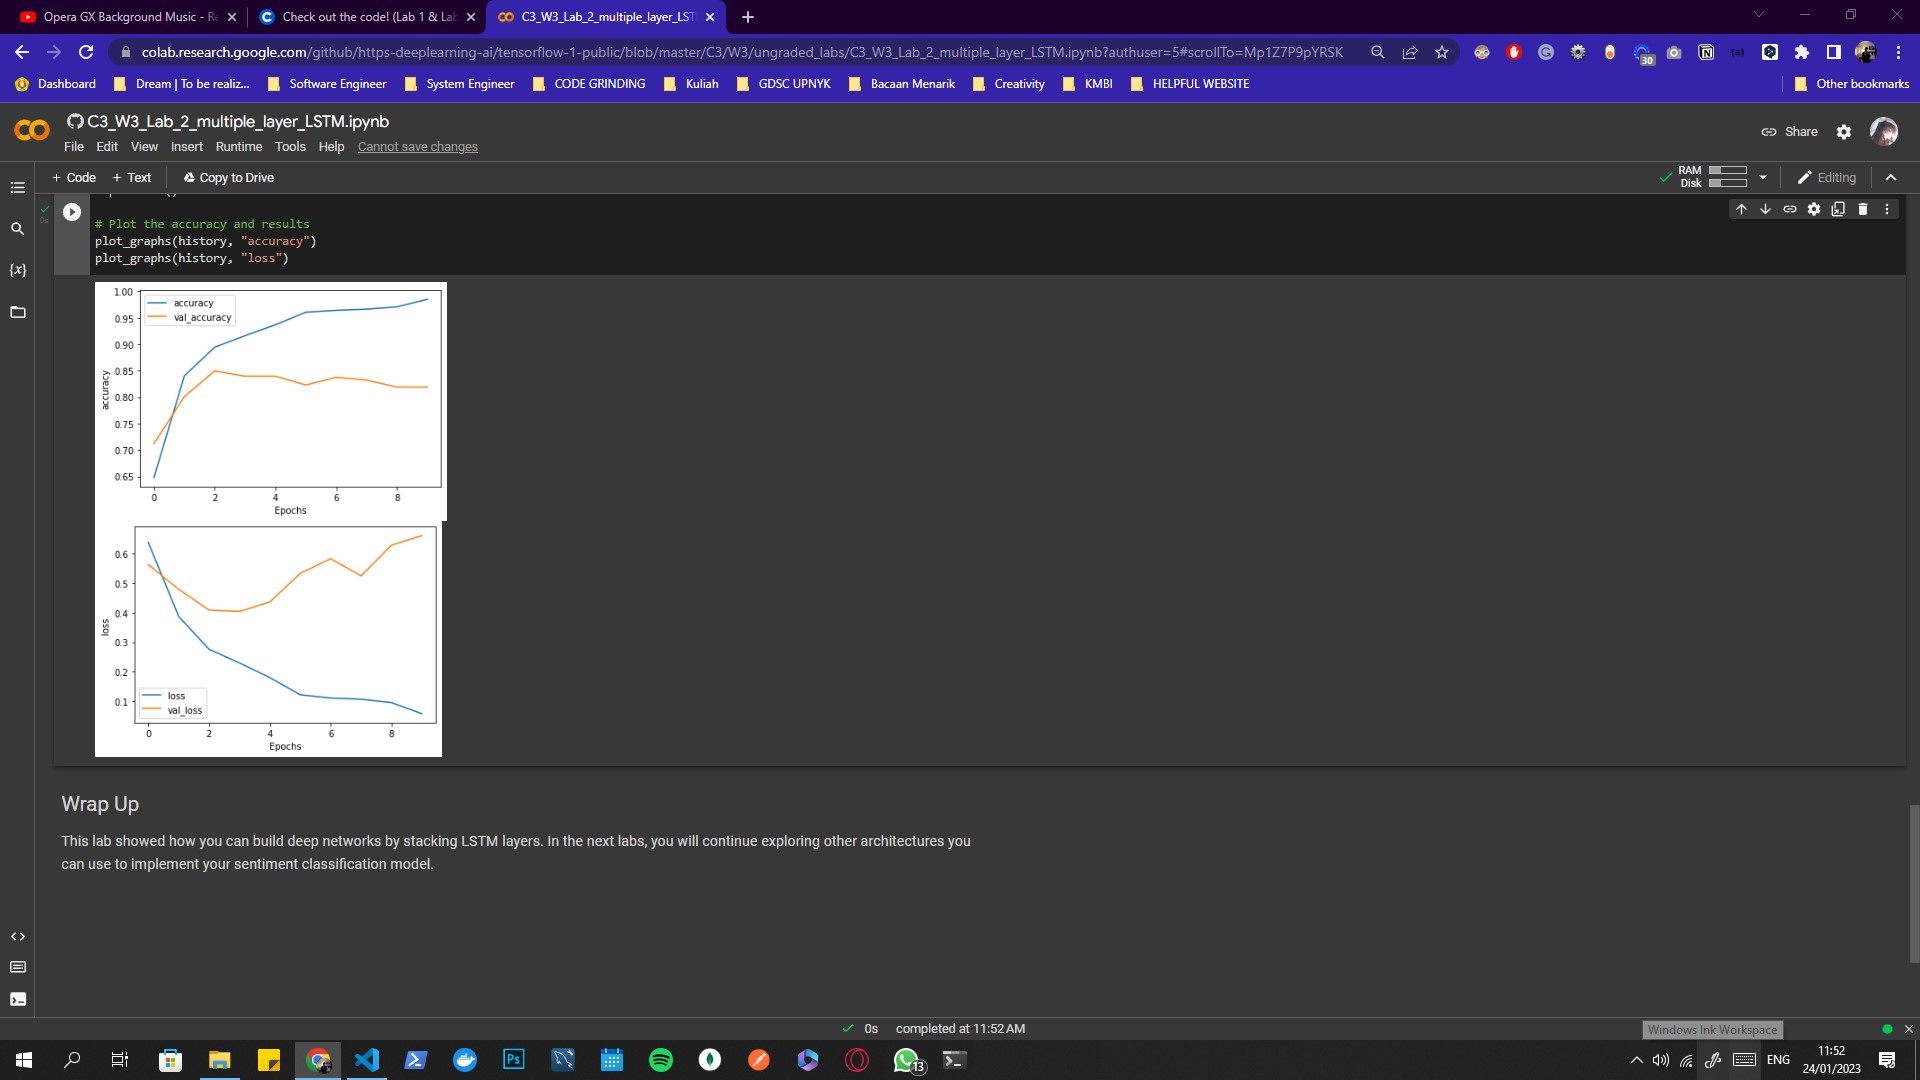 Opera GX Background Music - Re
Check out the code! (Lab 1 & Lab
C3_W3_Lab_2_multiple_layer_LST
colab.research.google.com/github/https-deeplearning-ai/tensorflow-1-public/blob/master/C3/W3/ungraded_labs/C3_W3_Lab_2_multiple_layer_LSTM.ipynb?authuser=5#scrollTo=Mp1Z7P9pYRSK
30
Dashboard
Dream | To be realiz...
Software Engineer
System Engineer
CODE GRINDING
Kuliah
GDSC UPNYK
Bacaan Menarik
Creativity
KMBI
HELPFUL WEBSITE
Other bookmarks
C3_W3_Lab_2_multiple_layer_LSTM.ipynb
Share
File Edit View Insert Runtime Tools Help Cannot save changes
+ Code + Text Copy to Drive
RAM
Disk
Editing
0s
# Plot the accuracy and results
plot_graphs(history, "accuracy")
plot_graphs(history, "loss")
accuracy
val_accuracy
1.00
0.95
0.90
0.85
0.80
0.75
0.70
0.65
accuracy
0 2 4 6 8
Epochs
0.6
0.5
0.4
0.3
0.2
0.1
loss
loss
val_loss
0 2 4 6 8
Epochs
Wrap Up
This lab showed how you can build deep networks by stacking LSTM layers. In the next labs, you will continue exploring other architectures you
can use to implement your sentiment classification model.
0s completed at 11:52 AM
Windows Ink Workspace
Ps
13
ENG
11:52
24/01/2023